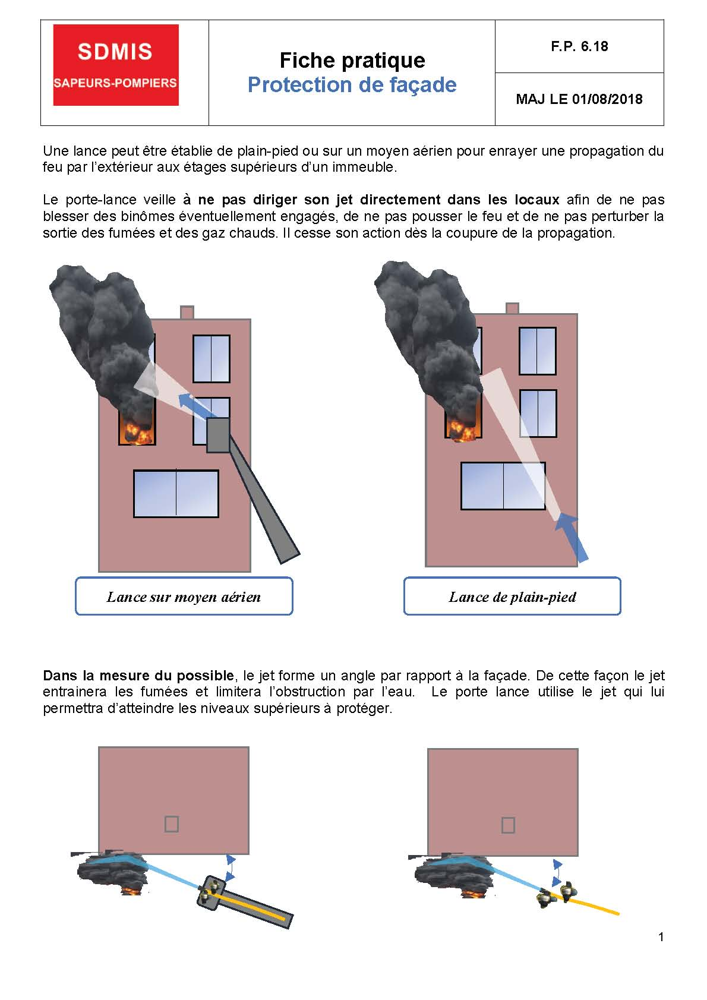 SDMIS
SAPEURS-POMPIERS
Fiche pratique
Protection de façade
F.P. 6.18
MAJ LE 01/08/2018
Une lance peut être établie de plain-pied ou sur un moyen aérien pour enrayer une propagation du
feu par l’extérieur aux étages supérieurs d’un immeuble.
Le porte-lance veille à ne pas diriger son jet directement dans les locaux afin de ne pas
blesser des binômes éventuellement engagés, de ne pas pousser le feu et de ne pas perturber la
sortie des fumées et des gaz chauds. Il cesse son action dès la coupure de la propagation.
Lance sur moyen aérien
Lance de plain-pied
Dans la mesure du possible, le jet forme un angle par rapport à la façade. De cette façon le jet
entrainera les fumées et limitera l’obstruction par l’eau. Le porte lance utilise le jet qui lui
permettra d’atteindre les niveaux supérieurs à protéger.
1